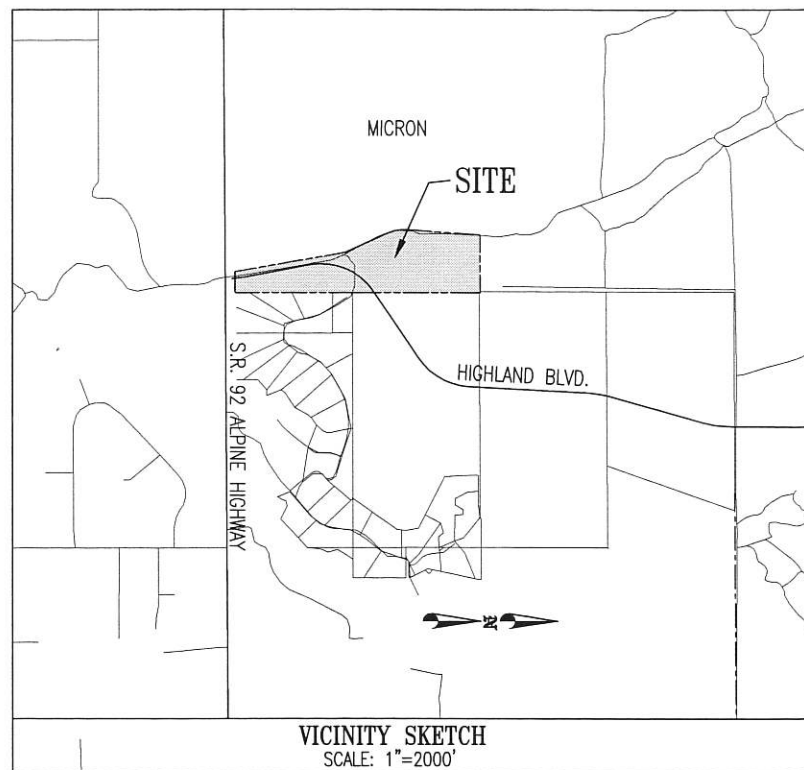 MICRON
SITE
HIGHLAND BLVD.
S.R. 92 ALPINE HIGHWAY
N
VICINITY SKETCH
SCALE: 1"=2000'